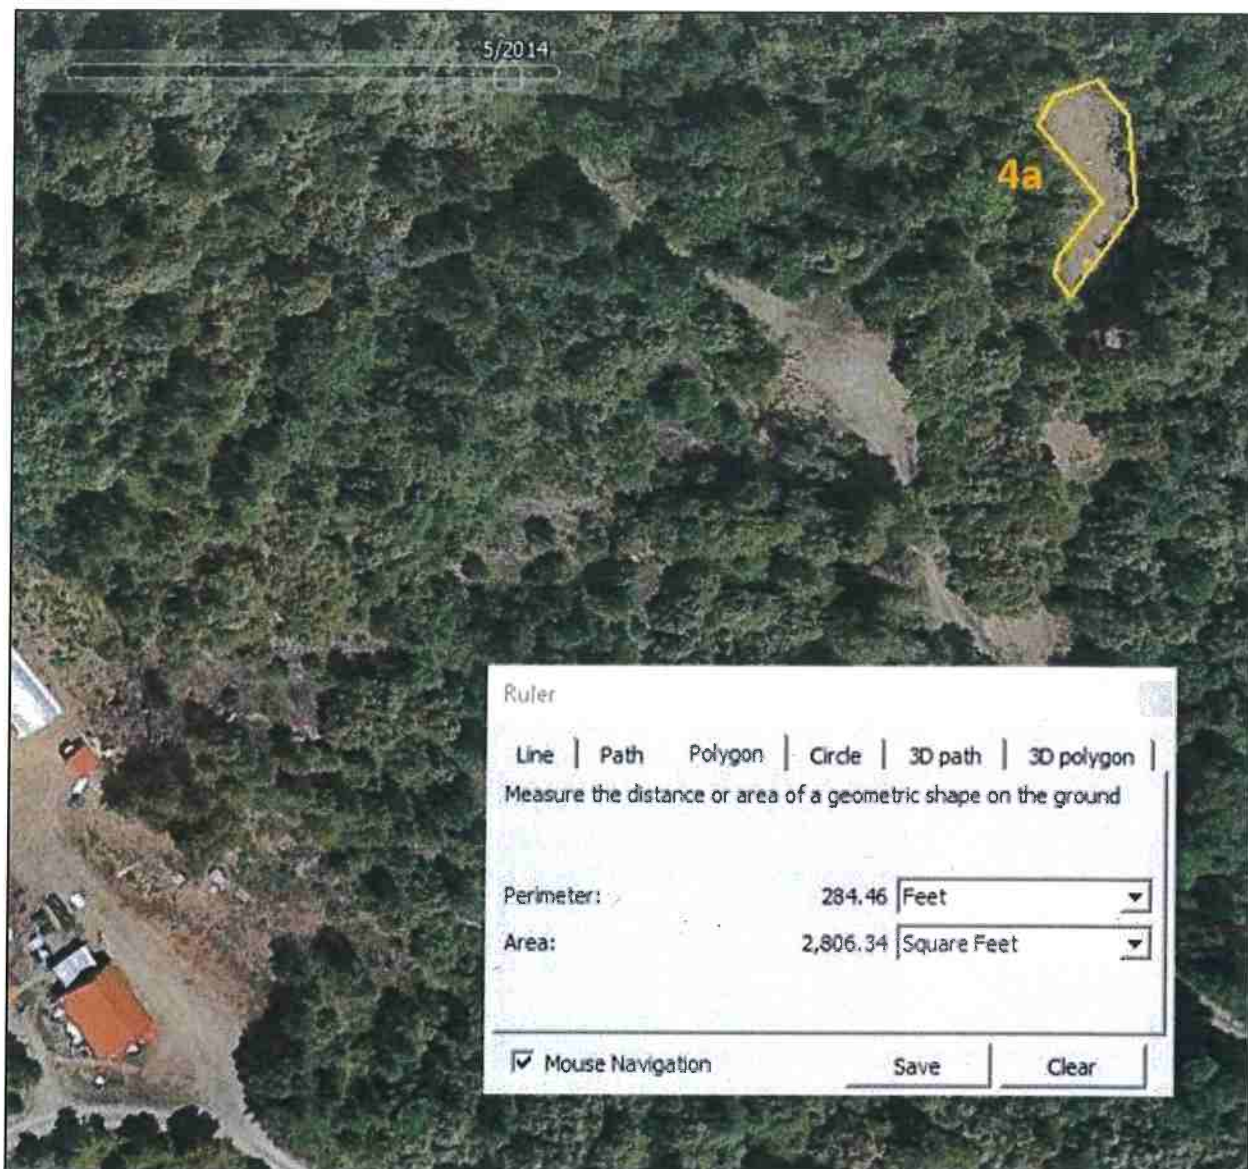 5/2014
4a
Ruler
Line Path Polygon Circle 3D path 3D polygon
Measure the distance or area of a geometric shape on the ground
Perimeter: 284.46 Feet
Area: 2,806.34 Square Feet
Mouse Navigation Save Clear